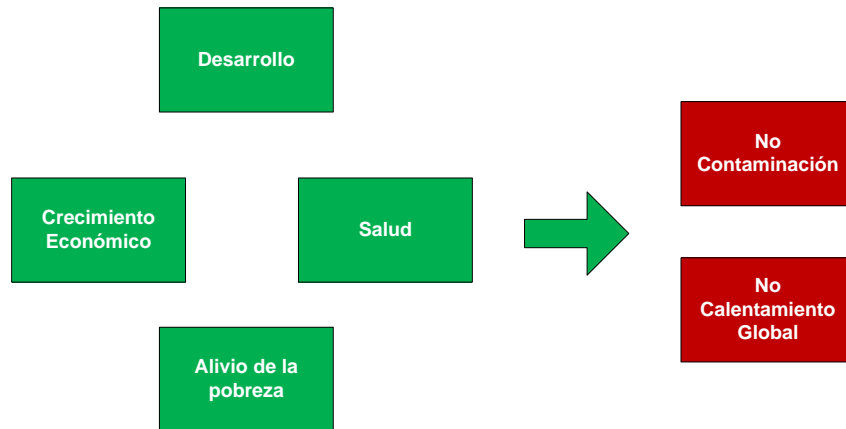 Desarrollo
No
Contaminación
Crecimiento
Económico
Salud
No
Calentamiento
Global
Alivio de la
pobreza